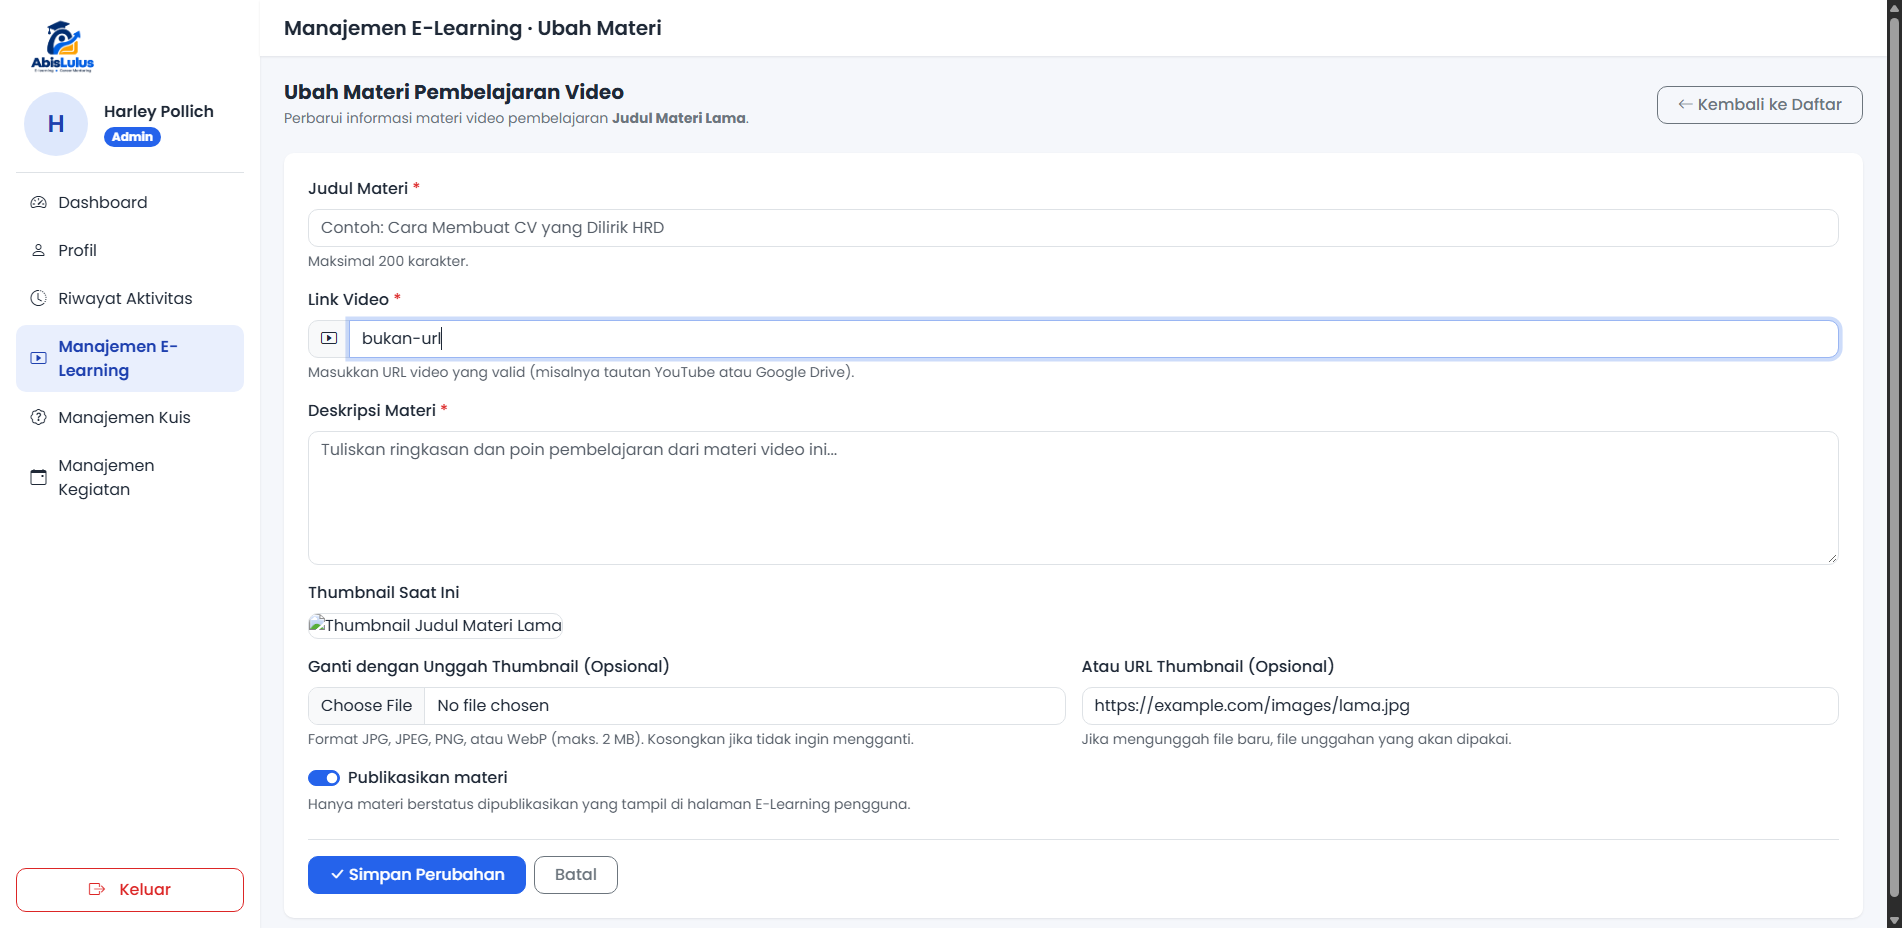 AbisLulus
H
Harley Pollich
Admin
Dashboard
Profil
Riwayat Aktivitas
Manajemen E-
Learning
Manajemen Kuis
Manajemen
Kegiatan
Keluar
Manajemen E-Learning · Ubah Materi
Ubah Materi Pembelajaran Video
Perbarui informasi materi video pembelajaran Judul Materi Lama.
← Kembali ke Daftar
Judul Materi *
Contoh: Cara Membuat CV yang Dilirik HRD
Maksimal 200 karakter.
Link Video *
bukan-url
Masukkan URL video yang valid (misalnya tautan YouTube atau Google Drive).
Deskripsi Materi *
Tuliskan ringkasan dan poin pembelajaran dari materi video ini...
Thumbnail Saat Ini
Thumbnail Judul Materi Lama
Ganti dengan Unggah Thumbnail (Opsional)
Choose File No file chosen
Format JPG, JPEG, PNG, atau WebP (maks. 2 MB). Kosongkan jika tidak ingin mengganti.
Atau URL Thumbnail (Opsional)
https://example.com/images/lama.jpg
Jika mengunggah file baru, file unggahan yang akan dipakai.
Publikasikan materi
Hanya materi berstatus dipublikasikan yang tampil di halaman E-Learning pengguna.
Simpan Perubahan
Batal